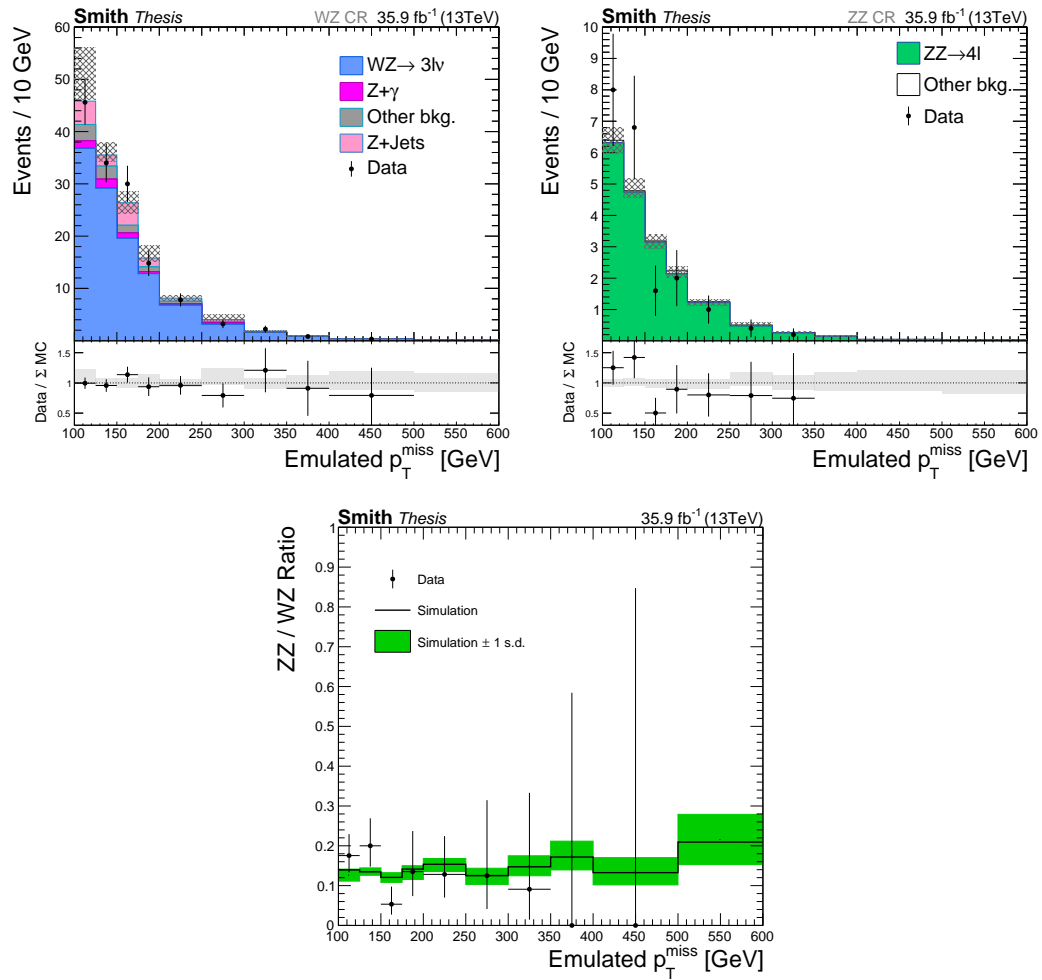 Smith Thesis WZ CR 35.9 fb⁻¹ (13TeV)
Events / 10 GeV
60
50
40
30
20
10
WZ→ 3lν
Z+γ
Other bkg.
Z+Jets
Data
Data / Σ MC
1.5
1
0.5
100 150 200 250 300 350 400 450 500 550 600
Emulated p_T^miss [GeV]
Smith Thesis ZZ CR 35.9 fb⁻¹ (13TeV)
Events / 10 GeV
10
9
8
7
6
5
4
3
2
1
ZZ→4l
Other bkg.
Data
Data / Σ MC
1.5
1
0.5
100 150 200 250 300 350 400 450 500 550 600
Emulated p_T^miss [GeV]
Smith Thesis 35.9 fb⁻¹ (13TeV)
ZZ / WZ Ratio
1
0.9
0.8
0.7
0.6
0.5
0.4
0.3
0.2
0.1
0
Data
Simulation
Simulation ± 1 s.d.
100 150 200 250 300 350 400 450 500 550 600
Emulated p_T^miss [GeV]